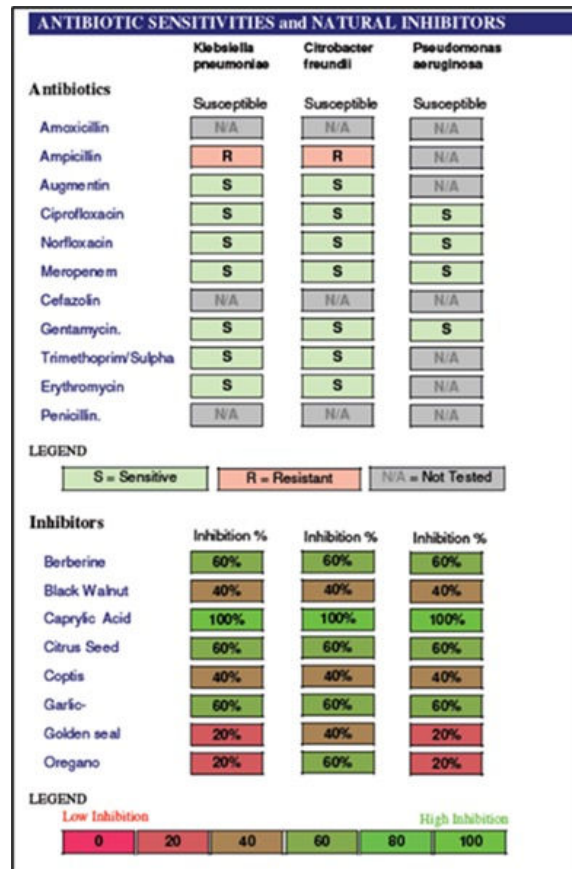 ANTIBIOTIC SENSITIVITIES and NATURAL INHIBITORS
Klebsiella pneumoniae Citrobacter freundii Pseudomonas aeruginosa
Antibiotics
Susceptible Susceptible Susceptible
Amoxicillin N/A N/A N/A
Ampicillin R R N/A
Augmentin S S N/A
Ciprofloxacin S S S
Norfloxacin S S S
Meropenem S S S
Cefazolin N/A N/A N/A
Gentamycin. S S S
Trimethoprim/Sulpha S S N/A
Erythromycin S S N/A
Penicillin. N/A N/A N/A
LEGEND
S = Sensitive R = Resistant N/A = Not Tested
Inhibitors
Inhibition % Inhibition % Inhibition %
Berberine 60% 60% 60%
Black Walnut 40% 40% 40%
Caprylic Acid 100% 100% 100%
Citrus Seed 60% 60% 60%
Coptis 40% 40% 40%
Garlic- 60% 60% 60%
Golden seal 20% 40% 20%
Oregano 20% 60% 20%
LEGEND
Low Inhibition High Inhibition
0 20 40 60 80 100